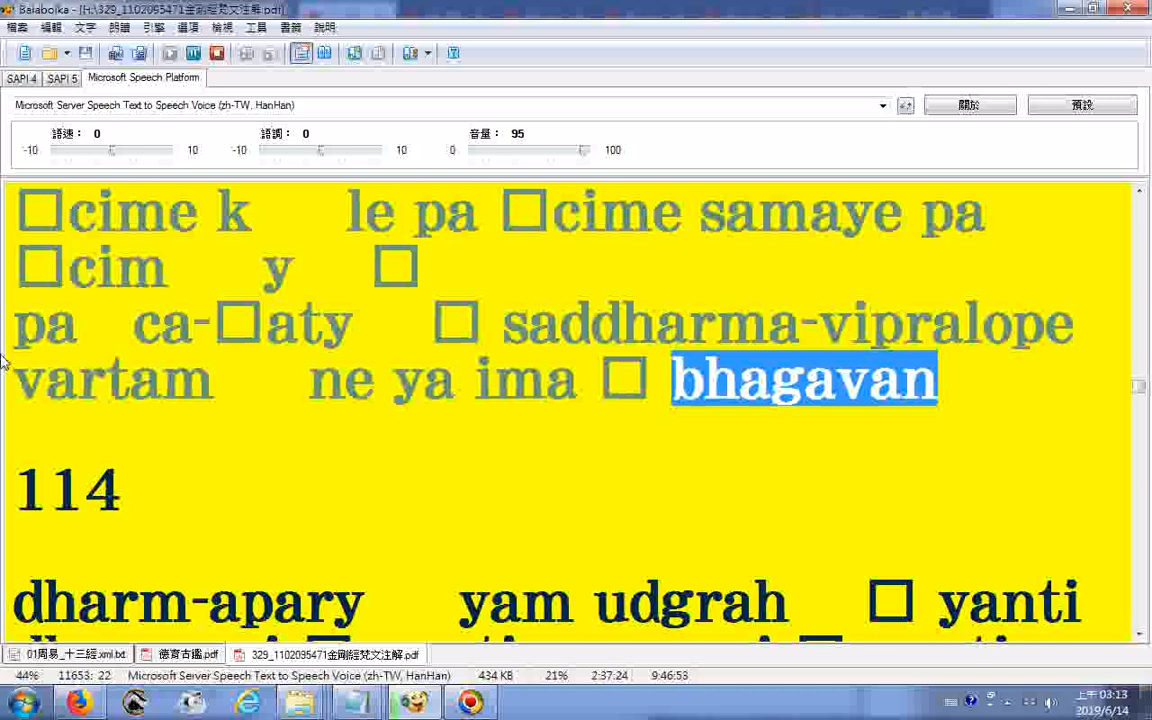 Balabolka - [H:\329_1102095471金剛經梵文注解.pdf]
檔案 編輯 文字 朗讀 引擎 選項 檢視 工具 書籤 說明
SAPI 4 SAPI 5 Microsoft Speech Platform
Microsoft Server Speech Text to Speech Voice (zh-TW, HanHan) 關於 預設
語速： 0 語調： 0 音量： 95
-10 10 -10 10 0 100
□cime k le pa □cime samaye pa
□cim y □
pa ca-□aty □ saddharma-vipralope
vartam ne ya ima □ bhagavan
114
dharm-apary yam udgrah □ yanti
01周易_十三經.xml.txt 德育古鑑.pdf 329_1102095471金剛經梵文注解.pdf
44% 11653: 22 Microsoft Server Speech Text to Speech Voice (zh-TW, HanHan) 434 KB 21% 2:37:24 9:46:53
上午 03:13
2019/6/14